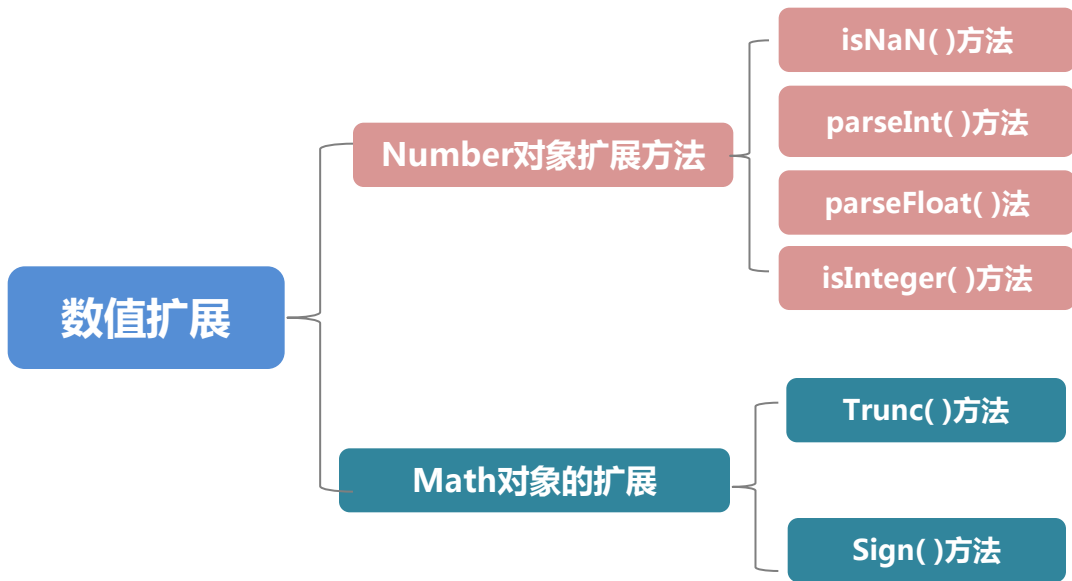 数值扩展
Number对象扩展方法
isNaN( )方法
parseInt( )方法
parseFloat( )法
isInteger( )方法
Math对象的扩展
Trunc( )方法
Sign( )方法